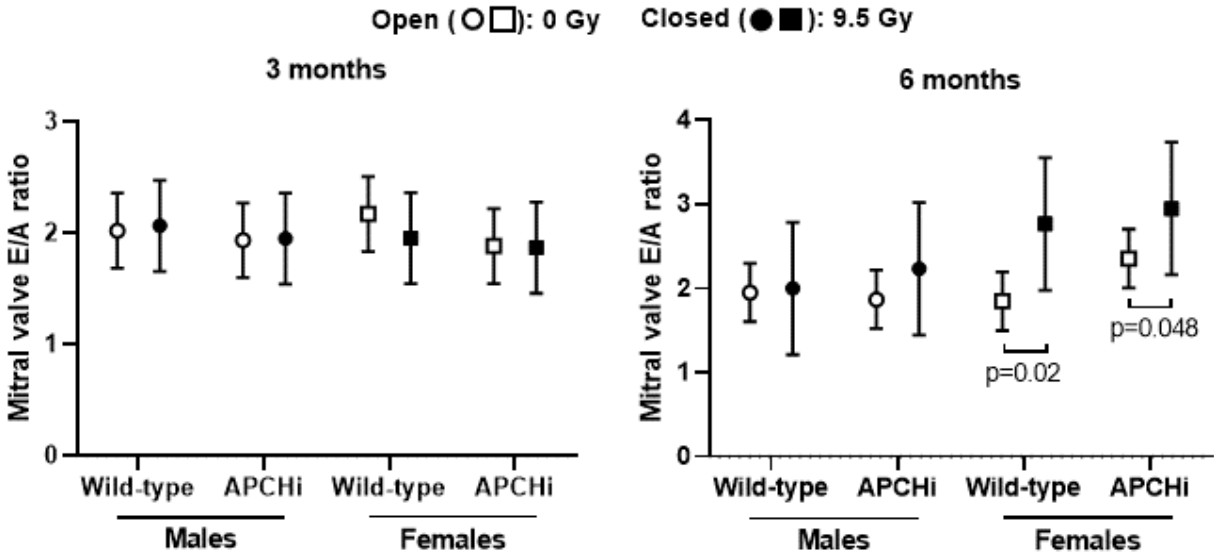 Open (○□): 0 Gy Closed (●■): 9.5 Gy
3 months
Mitral valve E/A ratio
3
2
1
0
Wild-type APCHi Wild-type APCHi
Males Females
6 months
Mitral valve E/A ratio
4
3
2
1
0
p=0.02
p=0.048
Wild-type APCHi Wild-type APCHi
Males Females